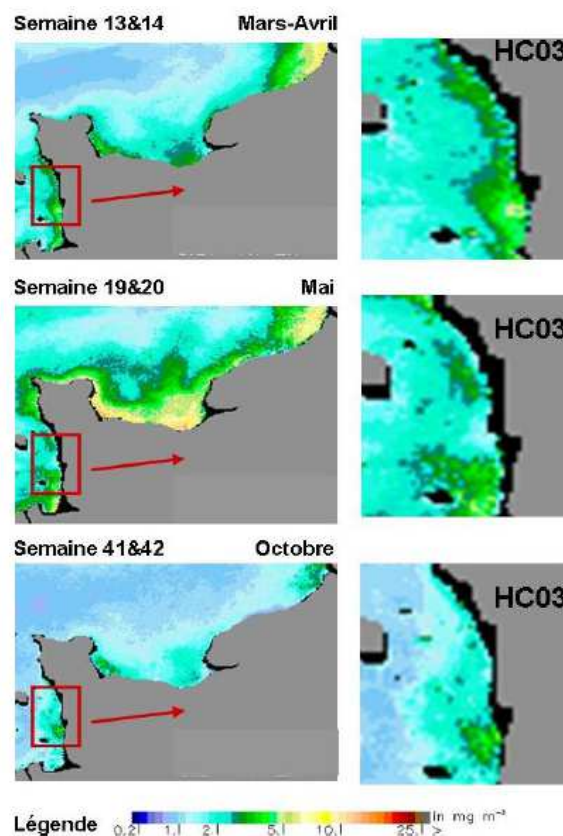 Semaine 13&14 Mars-Avril
HC03
Semaine 19&20 Mai
HC03
Semaine 41&42 Octobre
HC03
Légende 0.21 1.1 2.1 5.1 10.1 25.1 > in mg m⁻³